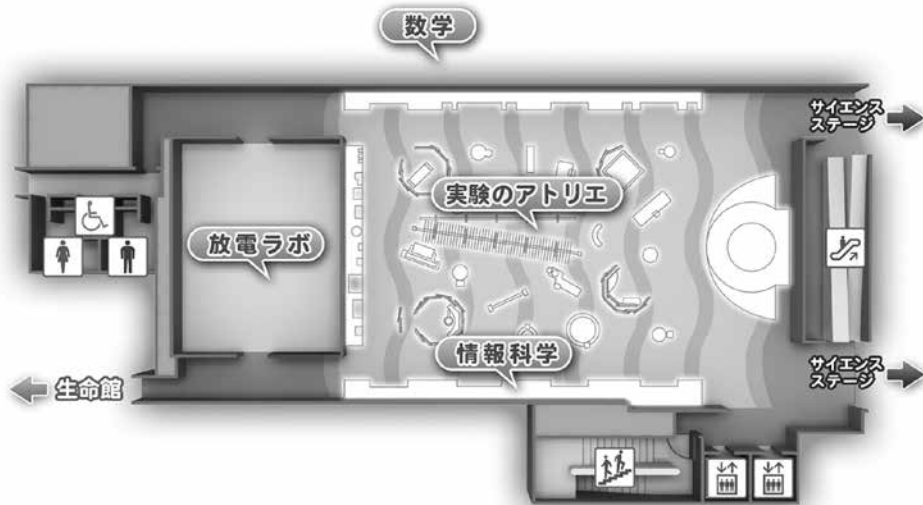 数学
サイエンス
ステージ
実験のアトリエ
放電ラボ
情報科学
サイエンス
ステージ
生命館